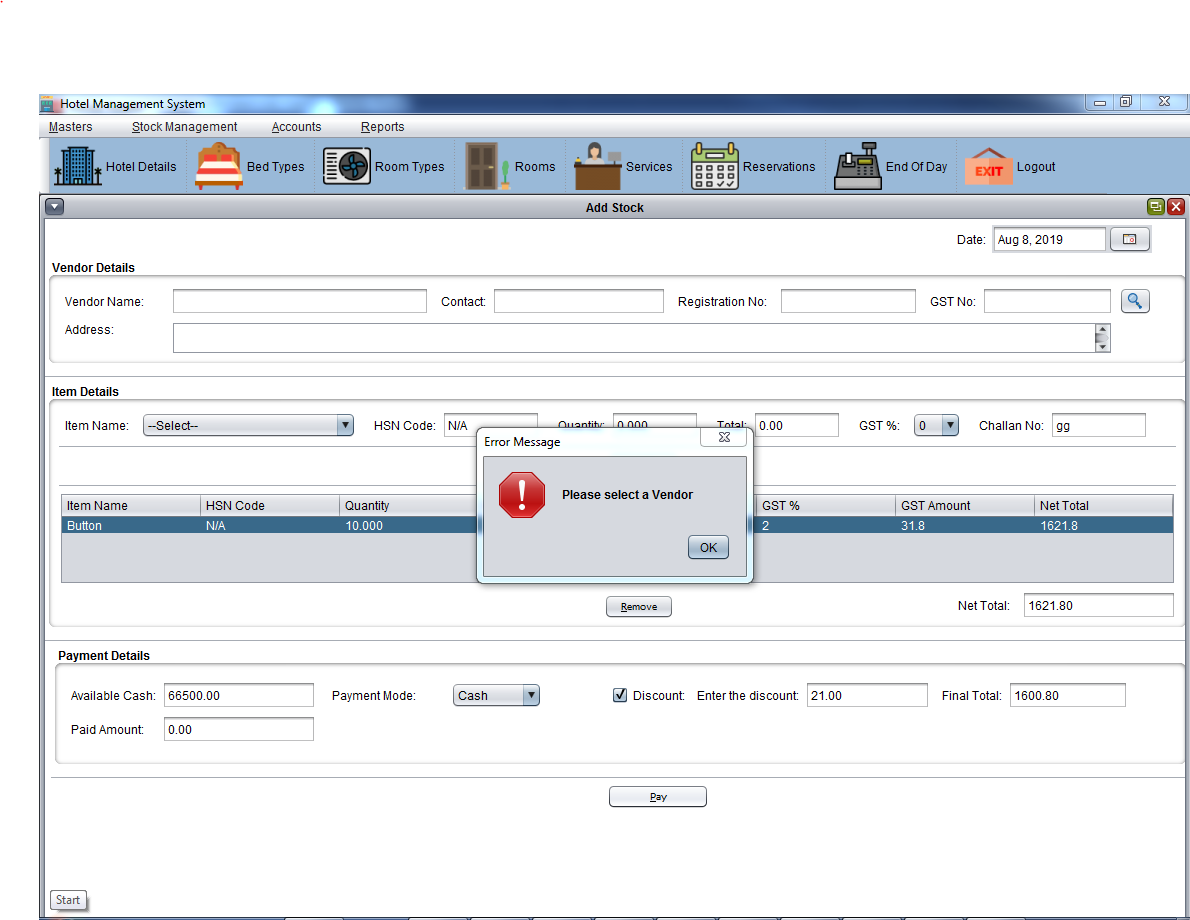 Hotel Management System
Masters Stock Management Accounts Reports
Hotel Details Bed Types Room Types Rooms Services Reservations End Of Day EXIT Logout
Add Stock
Date: Aug 8, 2019
Vendor Details
Vendor Name: Contact: Registration No: GST No:
Address:
Item Details
Item Name: --Select-- HSN Code: N/A Quantity: 0.000 Total: 0.00 GST %: 0 Challan No: gg
Error Message
Please select a Vendor
OK
Item Name HSN Code Quantity GST % GST Amount Net Total
Button N/A 10.000 2 31.8 1621.8
Remove Net Total: 1621.80
Payment Details
Available Cash: 66500.00 Payment Mode: Cash Discount: Enter the discount: 21.00 Final Total: 1600.80
Paid Amount: 0.00
Pay
Start